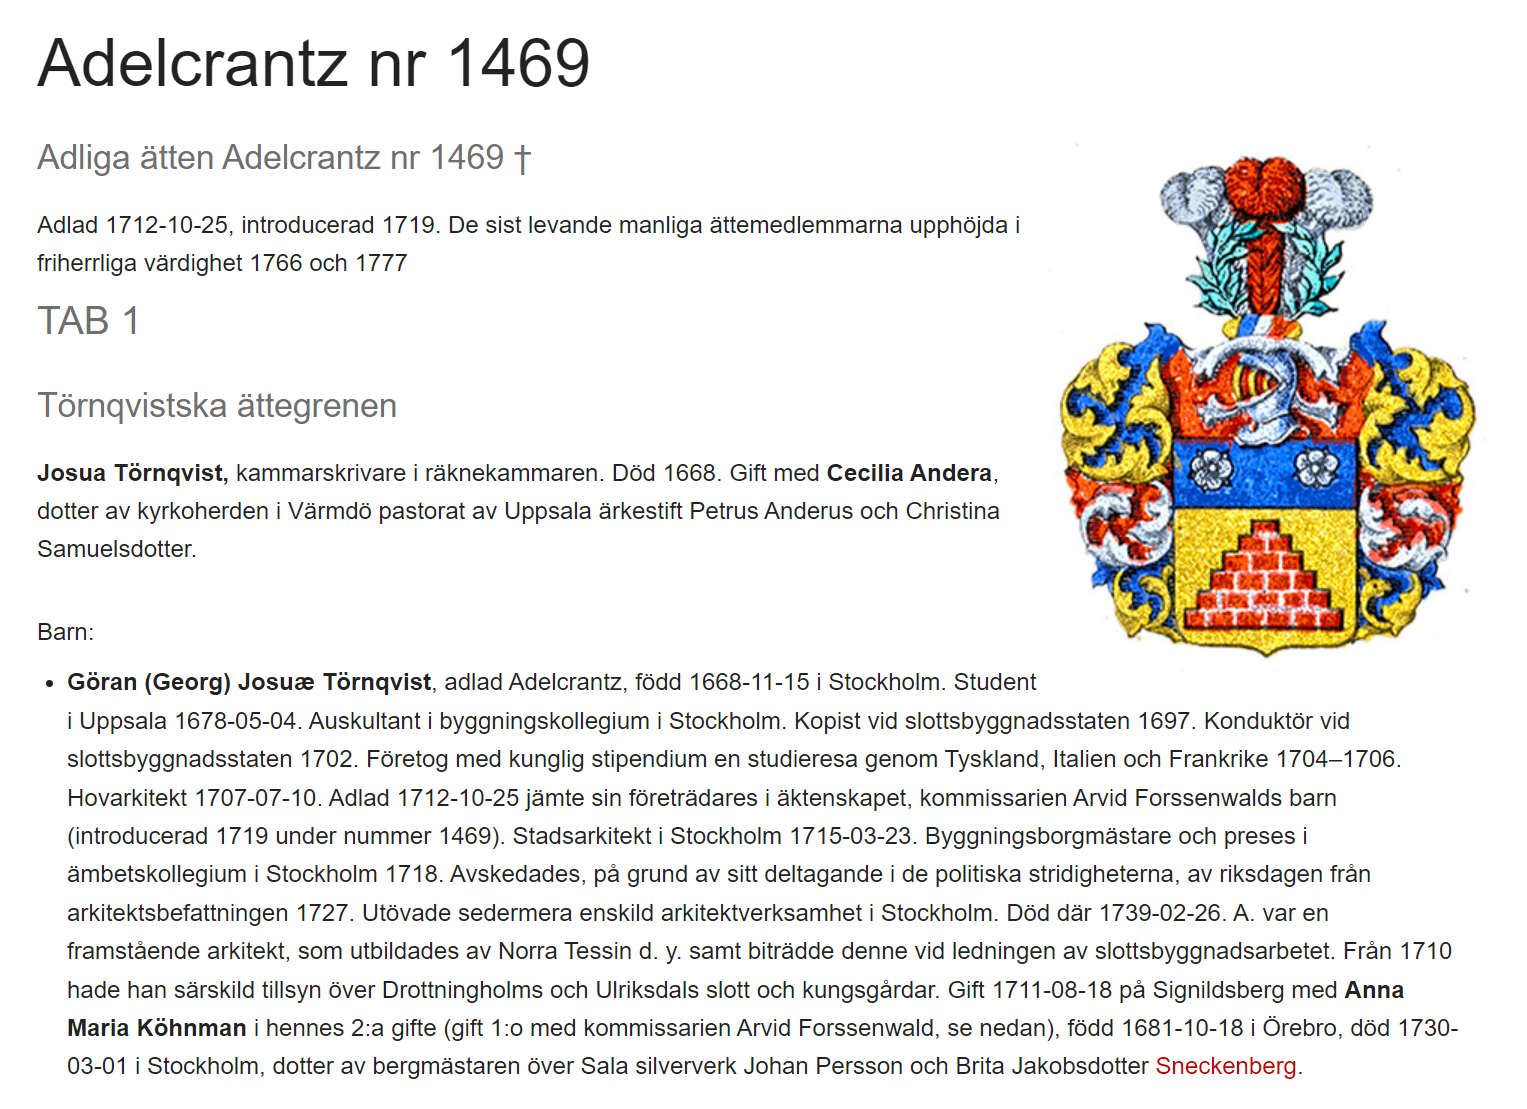 Adelcrantz nr 1469
Adliga ätten Adelcrantz nr 1469 †
Adlad 1712-10-25, introducerad 1719. De sist levande manliga ättemedlemmarna upphöjda i
friherrliga värdighet 1766 och 1777
TAB 1
Törnqvistska ättegrenen
Josua Törnqvist, kammarskrivare i räknekammaren. Död 1668. Gift med Cecilia Andera,
dotter av kyrkoherden i Värmdö pastorat av Uppsala ärkestift Petrus Anderus och Christina
Samuelsdotter.
Barn:
• Göran (Georg) Josuæ Törnqvist, adlad Adelcrantz, född 1668-11-15 i Stockholm. Student
i Uppsala 1678-05-04. Auskultant i byggningskollegium i Stockholm. Kopist vid slottsbyggnadsstaten 1697. Konduktör vid
slottsbyggnadsstaten 1702. Företog med kunglig stipendium en studieresa genom Tyskland, Italien och Frankrike 1704–1706.
Hovarkitekt 1707-07-10. Adlad 1712-10-25 jämte sin företrädares i äktenskapet, kommissarien Arvid Forssenwalds barn
(introducerad 1719 under nummer 1469). Stadsarkitekt i Stockholm 1715-03-23. Byggningsborgmästare och preses i
ämbetskollegium i Stockholm 1718. Avskedades, på grund av sitt deltagande i de politiska stridigheterna, av riksdagen från
arkitektsbefattningen 1727. Utövade sedermera enskild arkitektverksamhet i Stockholm. Död där 1739-02-26. A. var en
framstående arkitekt, som utbildades av Norra Tessin d. y. samt biträdde denne vid ledningen av slottsbyggnadsarbetet. Från 1710
hade han särskild tillsyn över Drottningholms och Ulriksdals slott och kungsgårdar. Gift 1711-08-18 på Signildsberg med Anna
Maria Köhnman i hennes 2:a gifte (gift 1:o med kommissarien Arvid Forssenwald, se nedan), född 1681-10-18 i Örebro, död 1730-
03-01 i Stockholm, dotter av bergmästaren över Sala silververk Johan Persson och Brita Jakobsdotter Sneckenberg.